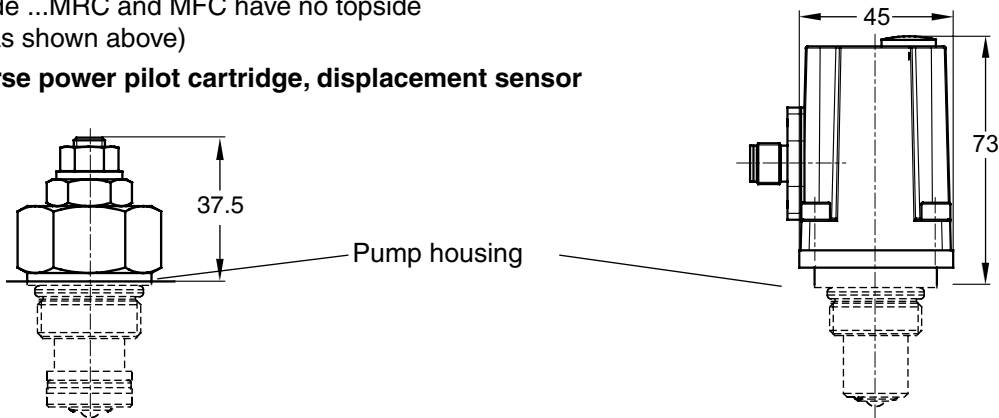 ...MRC and MFC have no topside
shown above)
power pilot cartridge, displacement sensor
45
73
37.5
Pump housing